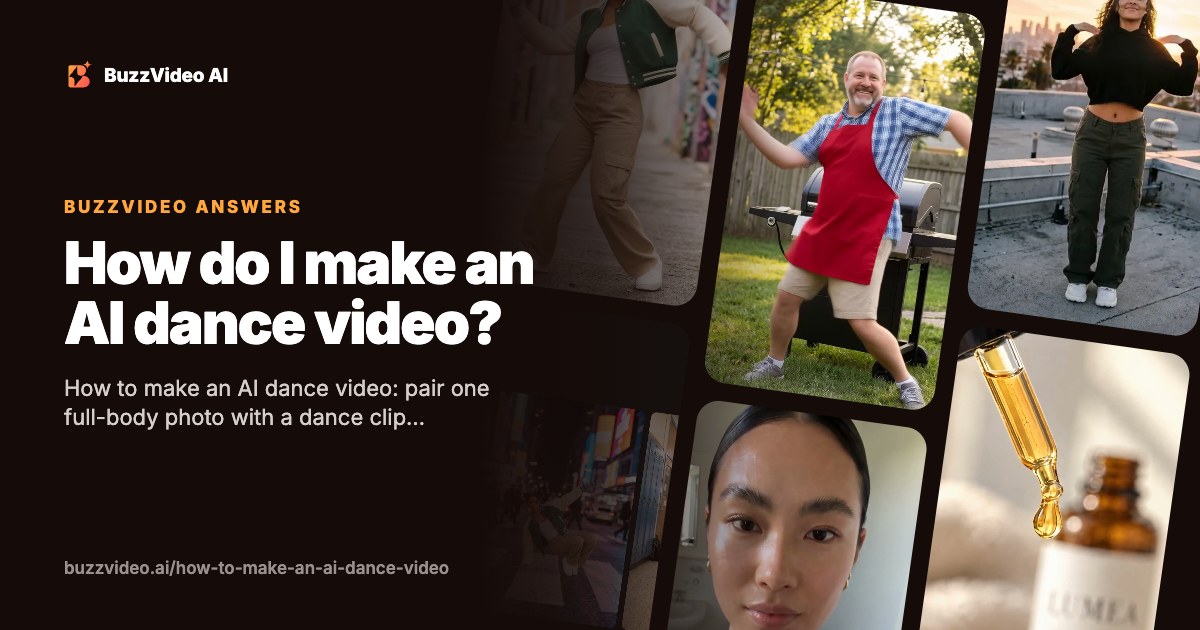 BuzzVideo AI
BUZZVIDEO ANSWERS
How do I make an
AI dance video?
How to make an AI dance video: pair one
full-body photo with a dance clip...
buzzvideo.ai/how-to-make-an-ai-dance-video
LUMEA